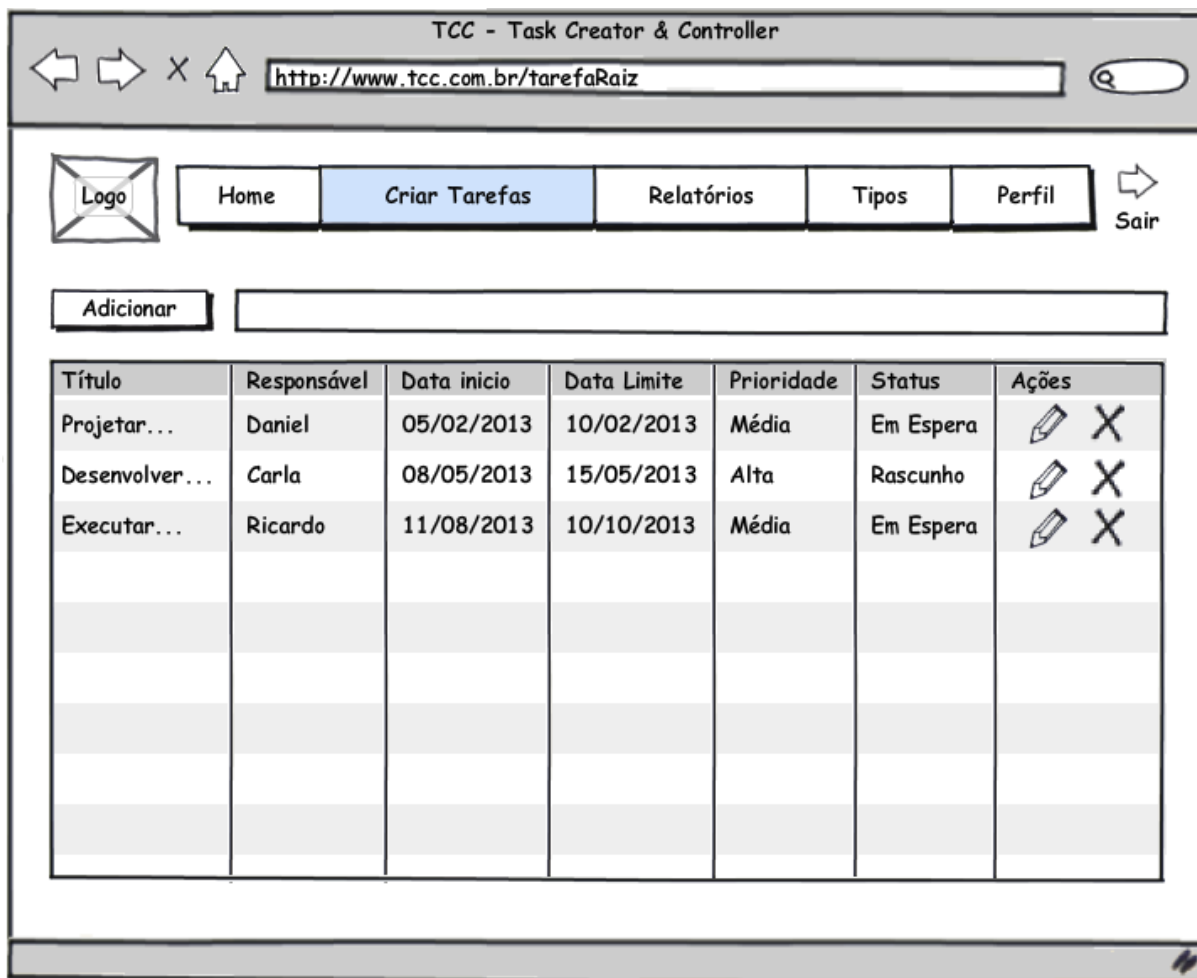 TCC - Task Creator & Controller
http://www.tcc.com.br/tarefaRaiz
Logo Home Criar Tarefas Relatórios Tipos Perfil Sair
Adicionar
Título Responsável Data inicio Data Limite Prioridade Status Ações
Projetar... Daniel 05/02/2013 10/02/2013 Média Em Espera
Desenvolver... Carla 08/05/2013 15/05/2013 Alta Rascunho
Executar... Ricardo 11/08/2013 10/10/2013 Média Em Espera